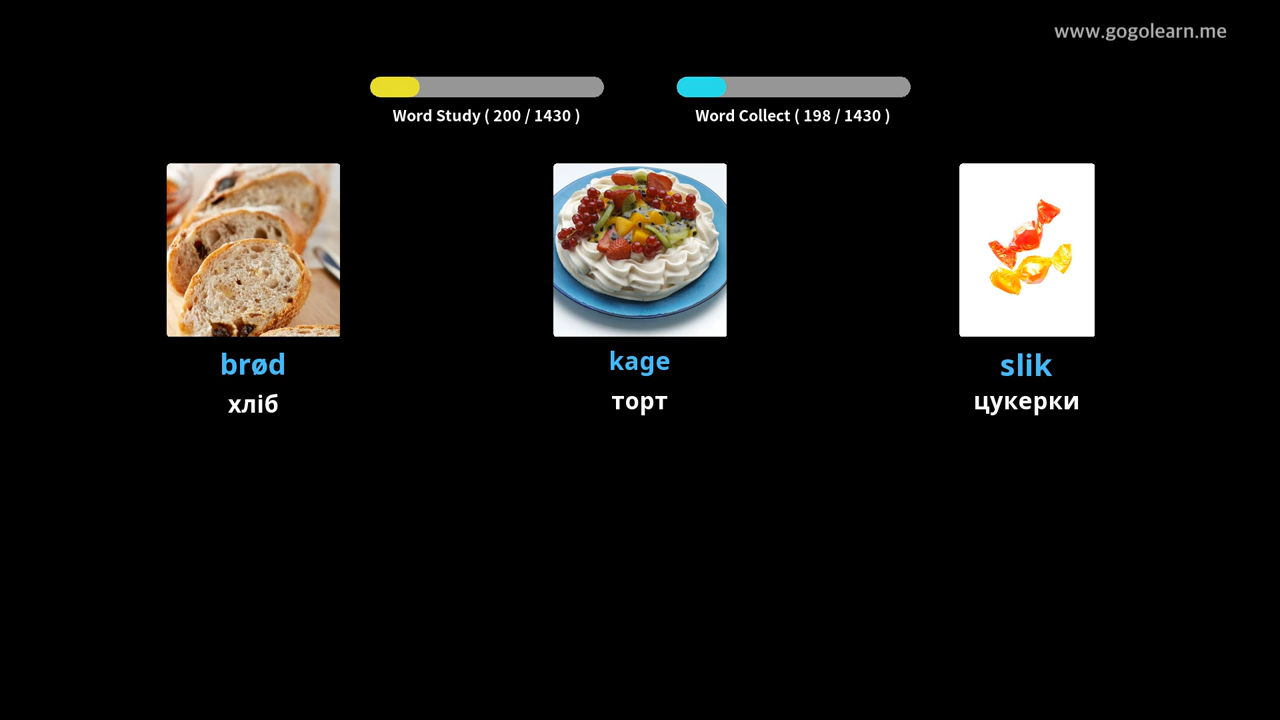 www.gogolearn.me
Word Study ( 200 / 1430 )
Word Collect ( 198 / 1430 )
brød
kage
slik
хліб
торт
цукерки